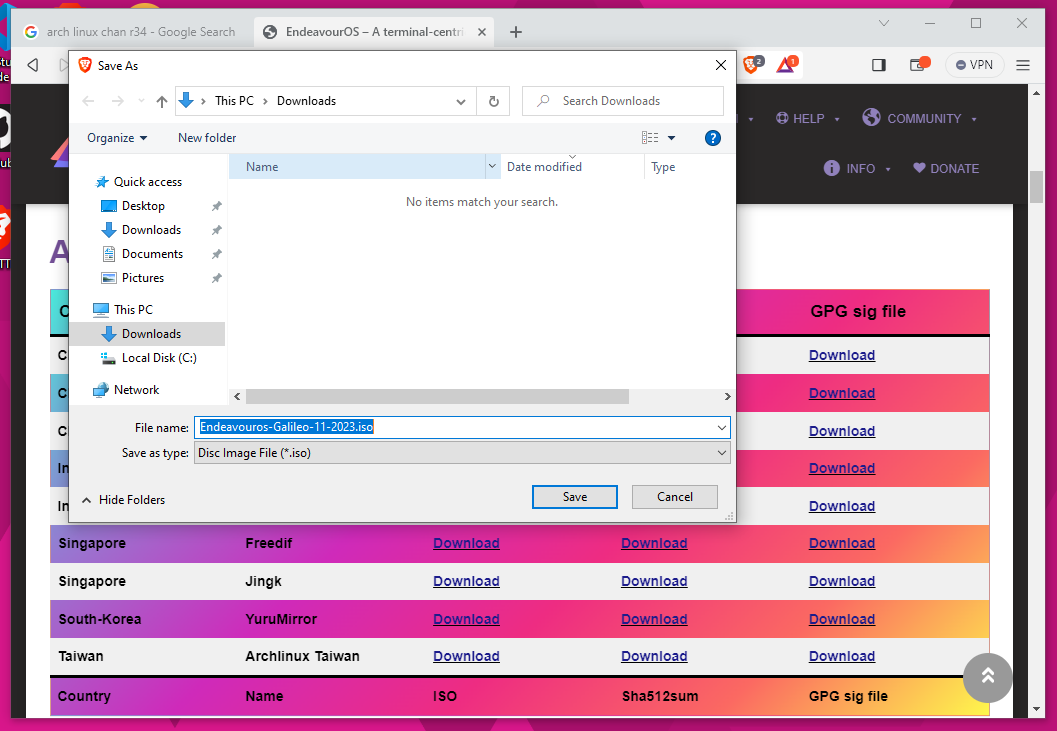 arch linux chan r34 - Google Search
EndeavourOS – A terminal-centri
Save As
2
1
VPN
This PC
Downloads
Search Downloads
HELP
COMMUNITY
Organize
New folder
?
INFO
DONATE
Name
Date modified
Type
No items match your search.
Quick access
Desktop
Downloads
Documents
Pictures
This PC
Downloads
Local Disk (C:)
Network
GPG sig file
Download
Download
Download
Download
Download
File name:
Endeavouros-Galileo-11-2023.iso
Save as type:
Disc Image File (*.iso)
Hide Folders
Save
Cancel
Singapore Freedif Download Download Download
Singapore Jingk Download Download Download
South-Korea YuruMirror Download Download Download
Taiwan Archlinux Taiwan Download Download Download
Country Name ISO Sha512sum GPG sig file